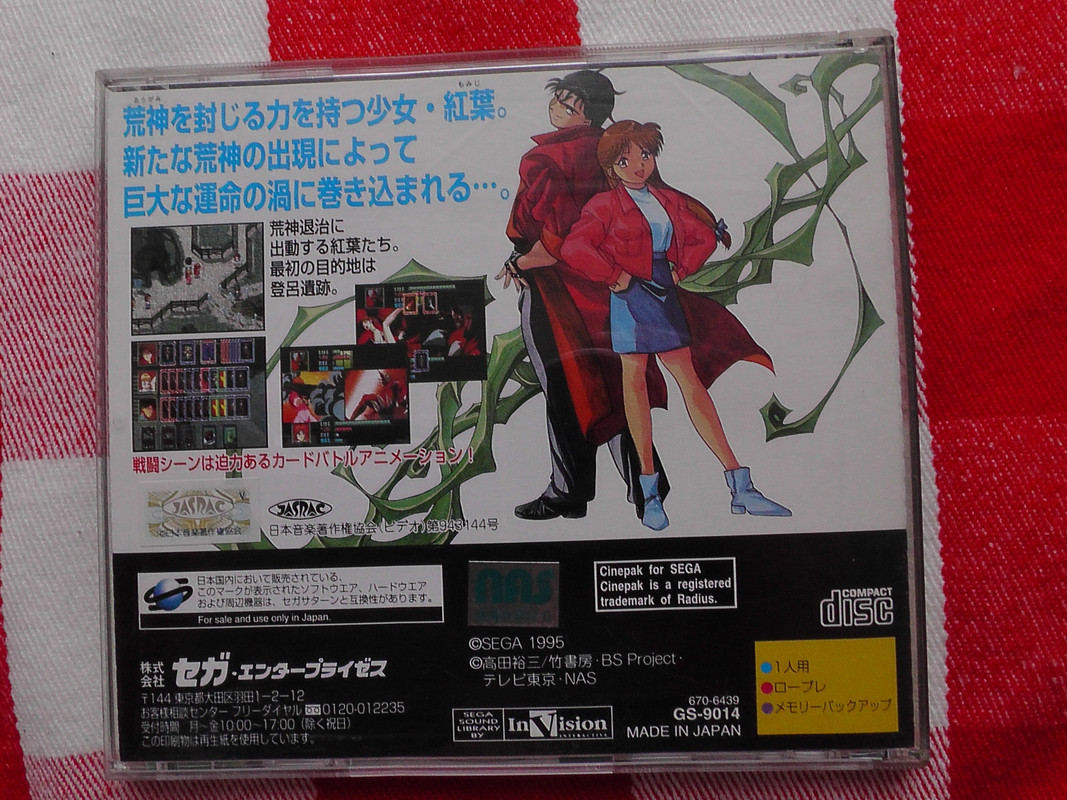 荒神を封じる力を持つ少女・紅葉。
新たな荒神の出現によって
巨大な運命の渦に巻き込まれる…。
荒神退治に
出動する紅葉たち。
最初の目的地は
登呂遺跡。
戦闘シーンは迫力あるカードバトルアニメーション！
JASRAC
JASRAC
日本音楽著作権協会(ビデオ)第943144号
日本国内において販売されている、
このマークが表示されたソフトウエア、ハードウエア
および周辺機器は、セガサターンと互換性があります。
For sale and use only in Japan.
NAS
Cinepak for SEGA
Cinepak is a registered
trademark of Radius.
COMPACT
disc
©SEGA 1995
©高田裕三/竹書房・BS Project・
テレビ東京・NAS
株式会社 セガ・エンタープライゼス
〒144 東京都大田区羽田1-2-12
お客様相談センター フリーダイヤル 0120-012235
受付時間 月〜金10:00〜17:00（除く祝日）
この印刷物は再生紙を使用しています。
SEGA
SOUND
LIBRARY
BY
InVision
INTERACTIVE
670-6439
GS-9014
MADE IN JAPAN
1人用
ロープレ
メモリーバックアップ